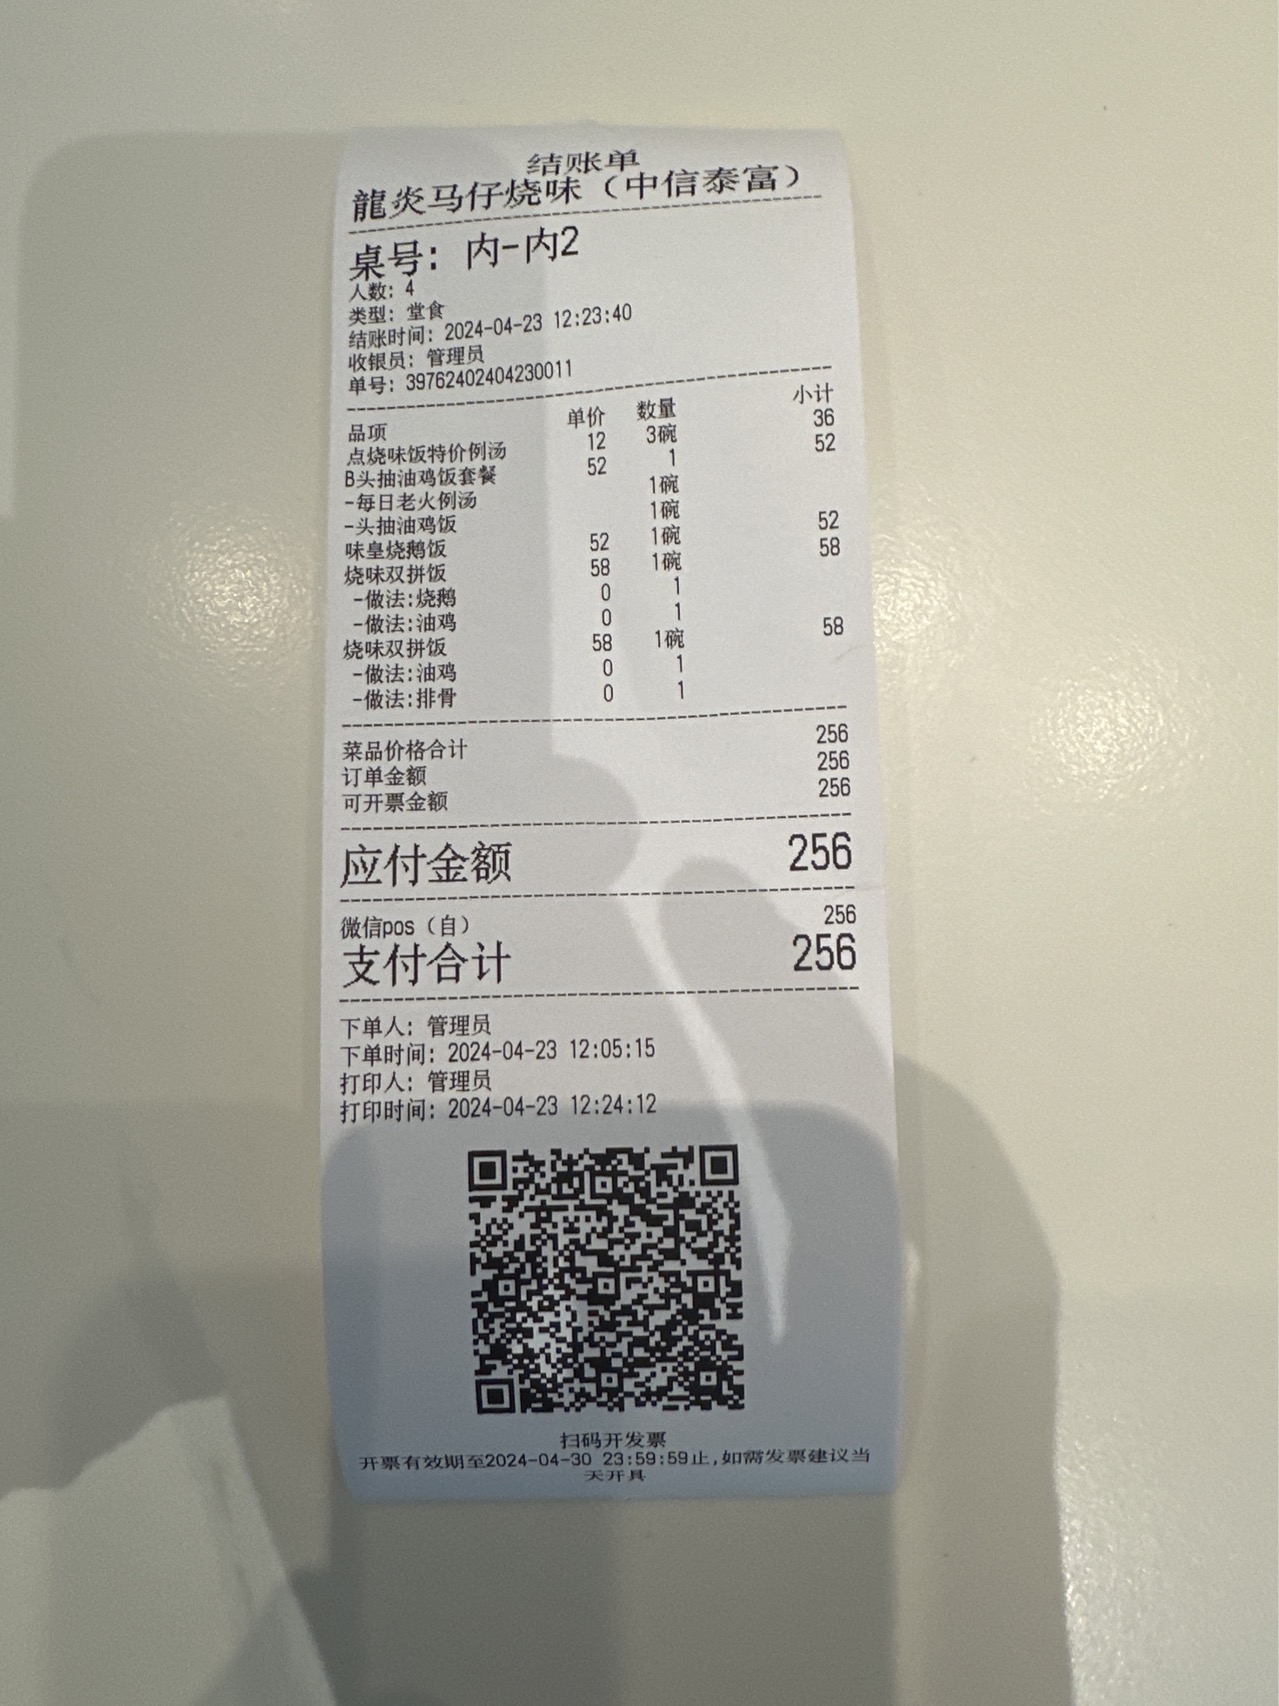 结账单
龍炎马仔烧味（中信泰富）
桌号: 内-内2
人数: 4
类型: 堂食
结账时间: 2024-04-23 12:23:40
收银员: 管理员
单号: 39762402404230011
品项 单价 数量 小计
点烧味饭特价例汤 12 3碗 36
B头抽油鸡饭套餐 52 1 52
-每日老火例汤 1碗
-头抽油鸡饭 1碗
味皇烧鹅饭 52 1碗 52
烧味双拼饭 58 1碗 58
-做法:烧鹅 0 1
-做法:油鸡 0 1
烧味双拼饭 58 1碗 58
-做法:油鸡 0 1
-做法:排骨 0 1
菜品价格合计 256
订单金额 256
可开票金额 256
应付金额 256
微信pos（自） 256
支付合计 256
下单人: 管理员
下单时间: 2024-04-23 12:05:15
打印人: 管理员
打印时间: 2024-04-23 12:24:12
扫码开发票
开票有效期至2024-04-30 23:59:59止,如需发票建议当
天开具